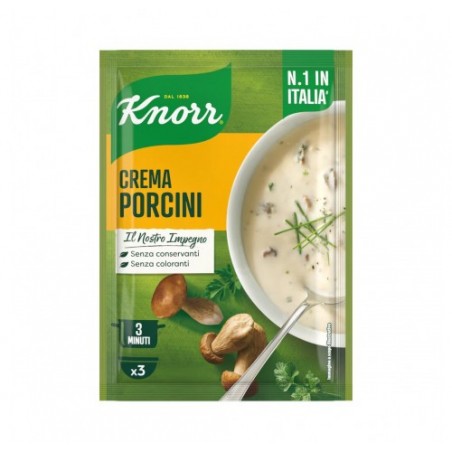 DAL 1838
Knorr
N.1 IN
ITALIA*
CREMA
PORCINI
Il Nostro Impegno
Senza conservanti
Senza coloranti
3
MINUTI
x3